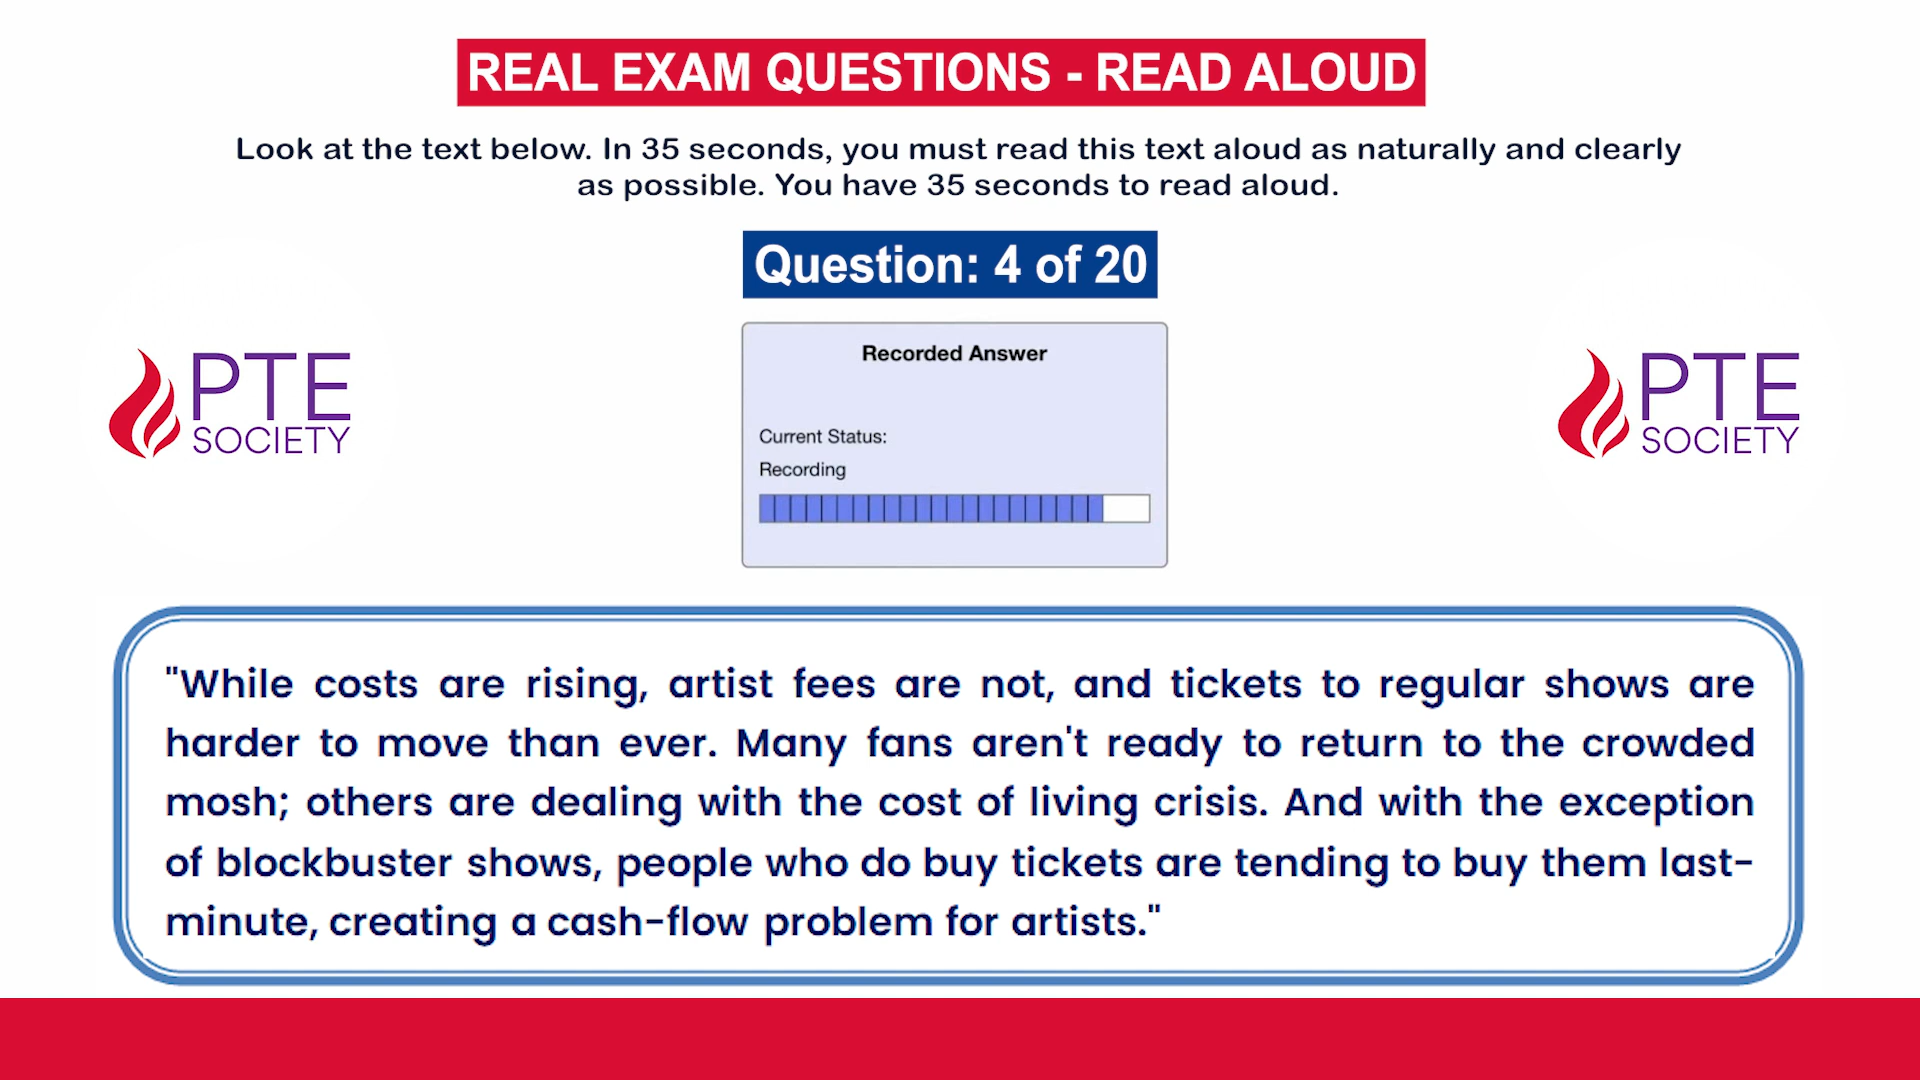 REAL EXAM QUESTIONS - READ ALOUD
Look at the text below. In 35 seconds, you must read this text aloud as naturally and clearly
as possible. You have 35 seconds to read aloud.
Question: 4 of 20
PTE
SOCIETY
Recorded Answer
Current Status:
Recording
PTE
SOCIETY
"While costs are rising, artist fees are not, and tickets to regular shows are
harder to move than ever. Many fans aren't ready to return to the crowded
mosh; others are dealing with the cost of living crisis. And with the exception
of blockbuster shows, people who do buy tickets are tending to buy them last-
minute, creating a cash-flow problem for artists."